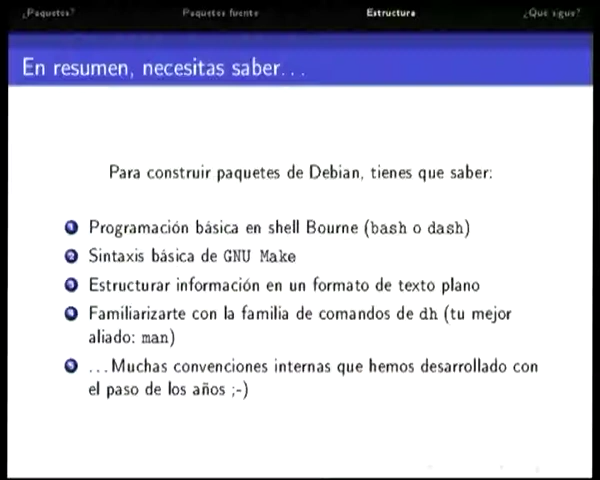 ¿Paquetes? Paquetes fuente Estructura ¿Qué sigue?
En resumen, necesitas saber...
Para construir paquetes de Debian, tienes que saber:
1 Programación básica en shell Bourne (bash o dash)
2 Sintaxis básica de GNU Make
3 Estructurar información en un formato de texto plano
4 Familiarizarte con la familia de comandos de dh (tu mejor
aliado: man)
5 ...Muchas convenciones internas que hemos desarrollado con
el paso de los años ;-)